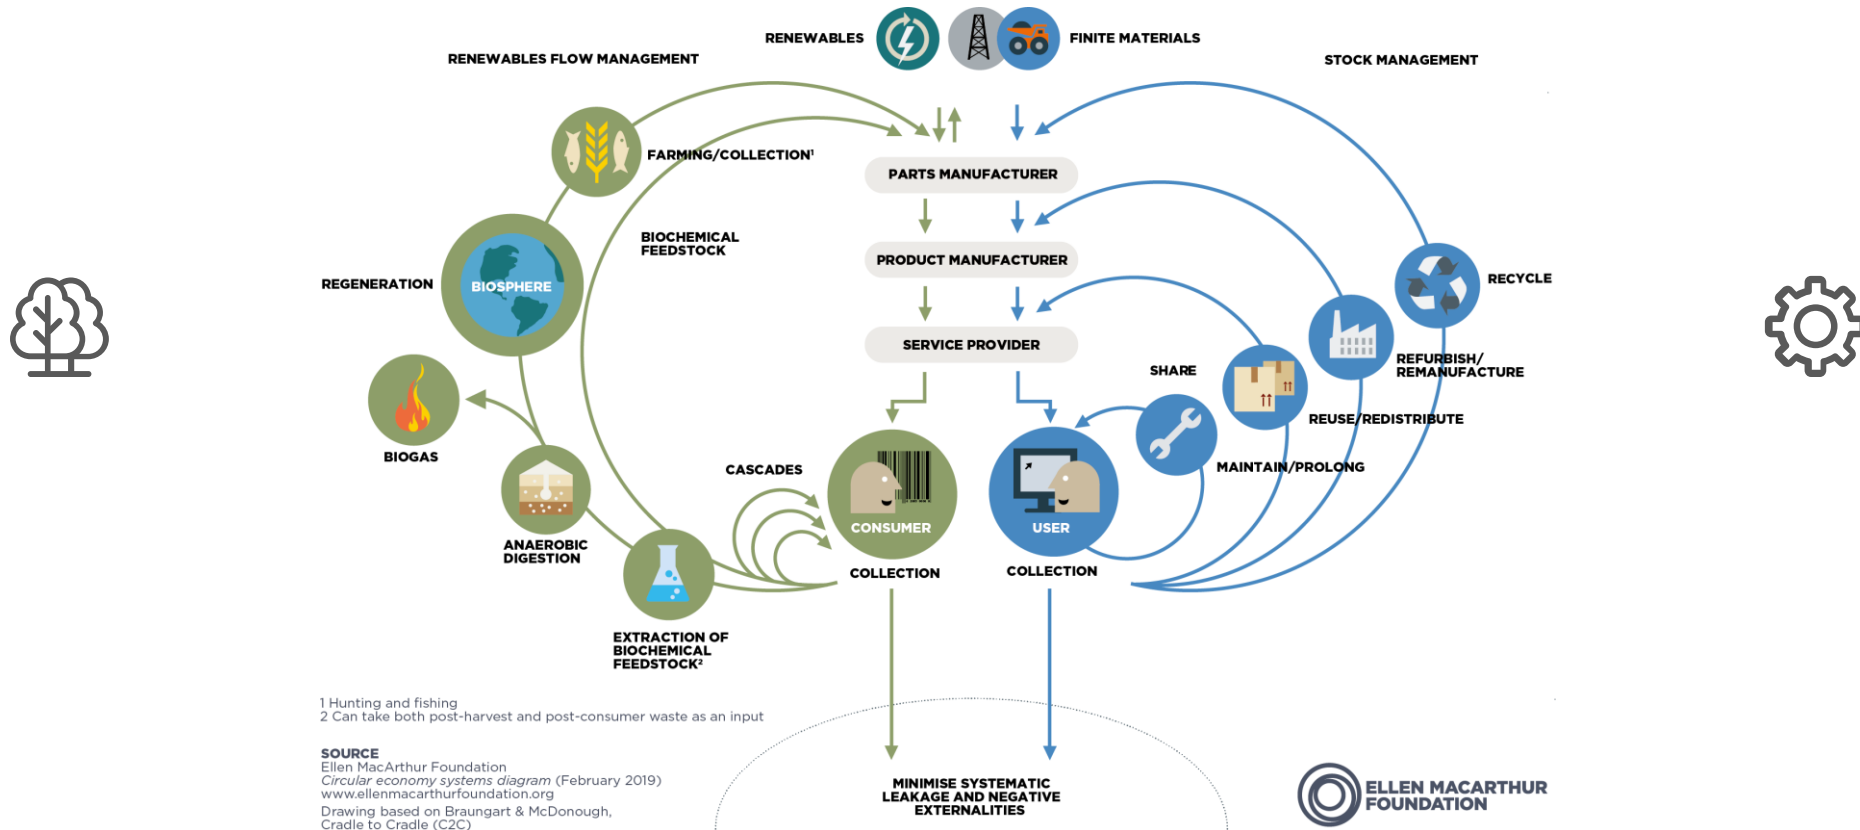 RENEWABLES
FINITE MATERIALS
RENEWABLES FLOW MANAGEMENT
STOCK MANAGEMENT
FARMING/COLLECTION¹
PARTS MANUFACTURER
BIOCHEMICAL
FEEDSTOCK
PRODUCT MANUFACTURER
REGENERATION
BIOSPHERE
RECYCLE
SERVICE PROVIDER
SHARE
REFURBISH/
REMANUFACTURE
REUSE/REDISTRIBUTE
BIOGAS
CASCADES
MAINTAIN/PROLONG
CONSUMER
USER
ANAEROBIC
DIGESTION
COLLECTION
COLLECTION
EXTRACTION OF
BIOCHEMICAL
FEEDSTOCK²
1 Hunting and fishing
2 Can take both post-harvest and post-consumer waste as an input
SOURCE
Ellen MacArthur Foundation
Circular economy systems diagram (February 2019)
www.ellenmacarthurfoundation.org
Drawing based on Braungart & McDonough,
Cradle to Cradle (C2C)
MINIMISE SYSTEMATIC
LEAKAGE AND NEGATIVE
EXTERNALITIES
ELLEN MACARTHUR
FOUNDATION